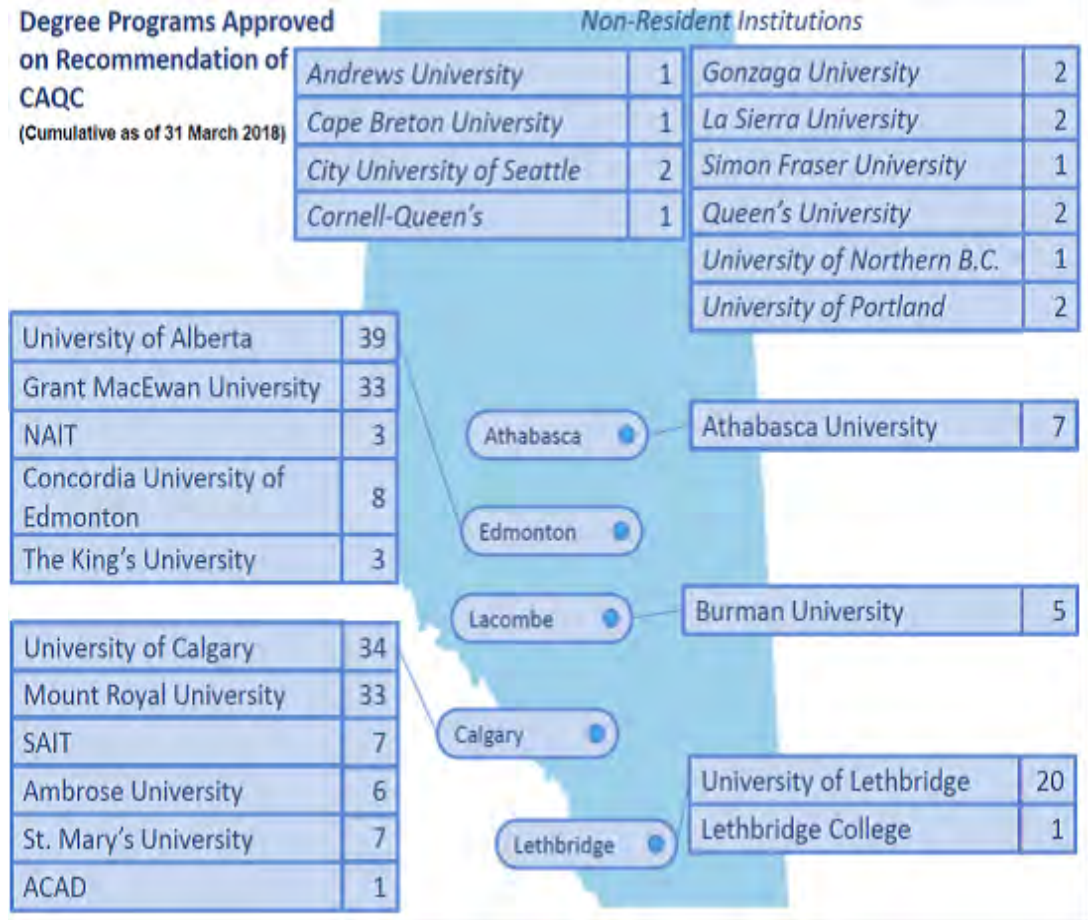 Degree Programs Approved
on Recommendation of
CAQC
(Cumulative as of 31 March 2018)
Non-Resident Institutions
Andrews University 1
Cape Breton University 1
City University of Seattle 2
Cornell-Queen's 1
Gonzaga University 2
La Sierra University 2
Simon Fraser University 1
Queen's University 2
University of Northern B.C. 1
University of Portland 2
University of Alberta 39
Grant MacEwan University 33
NAIT 3
Concordia University of
Edmonton 8
The King's University 3
Athabasca
Athabasca University 7
Edmonton
Lacombe
Burman University 5
University of Calgary 34
Mount Royal University 33
SAIT 7
Ambrose University 6
St. Mary's University 7
ACAD 1
Calgary
Lethbridge
University of Lethbridge 20
Lethbridge College 1